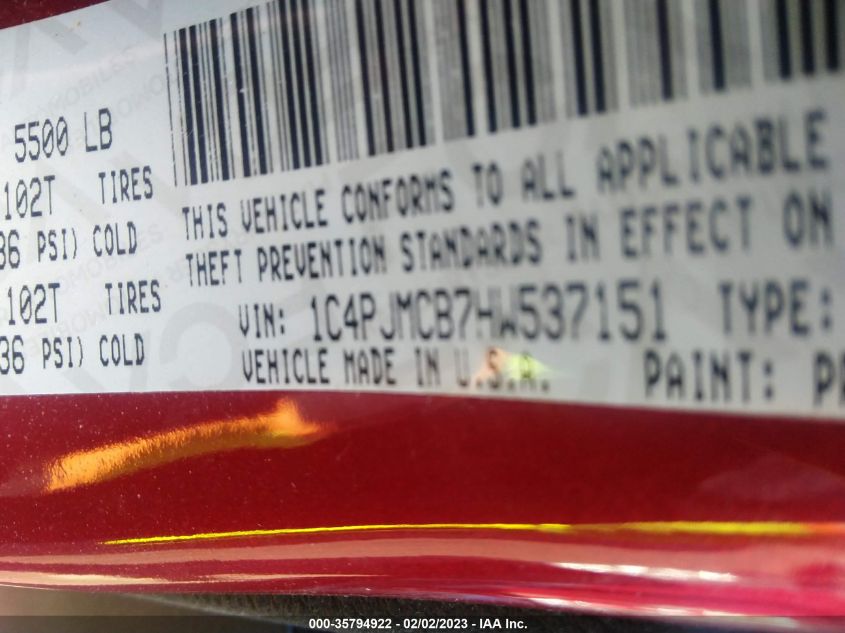 5500 LB
102T TIRES
36 PSI) COLD
102T TIRES
36 PSI) COLD
THIS VEHICLE CONFORMS TO ALL APPLICABLE
THEFT PREVENTION STANDARDS IN EFFECT ON
VIN: 1C4PJMCB7HW537151 TYPE:
VEHICLE MADE IN U.S.A. PAINT:
000-35794922 - 02/02/2023 - IAA Inc.